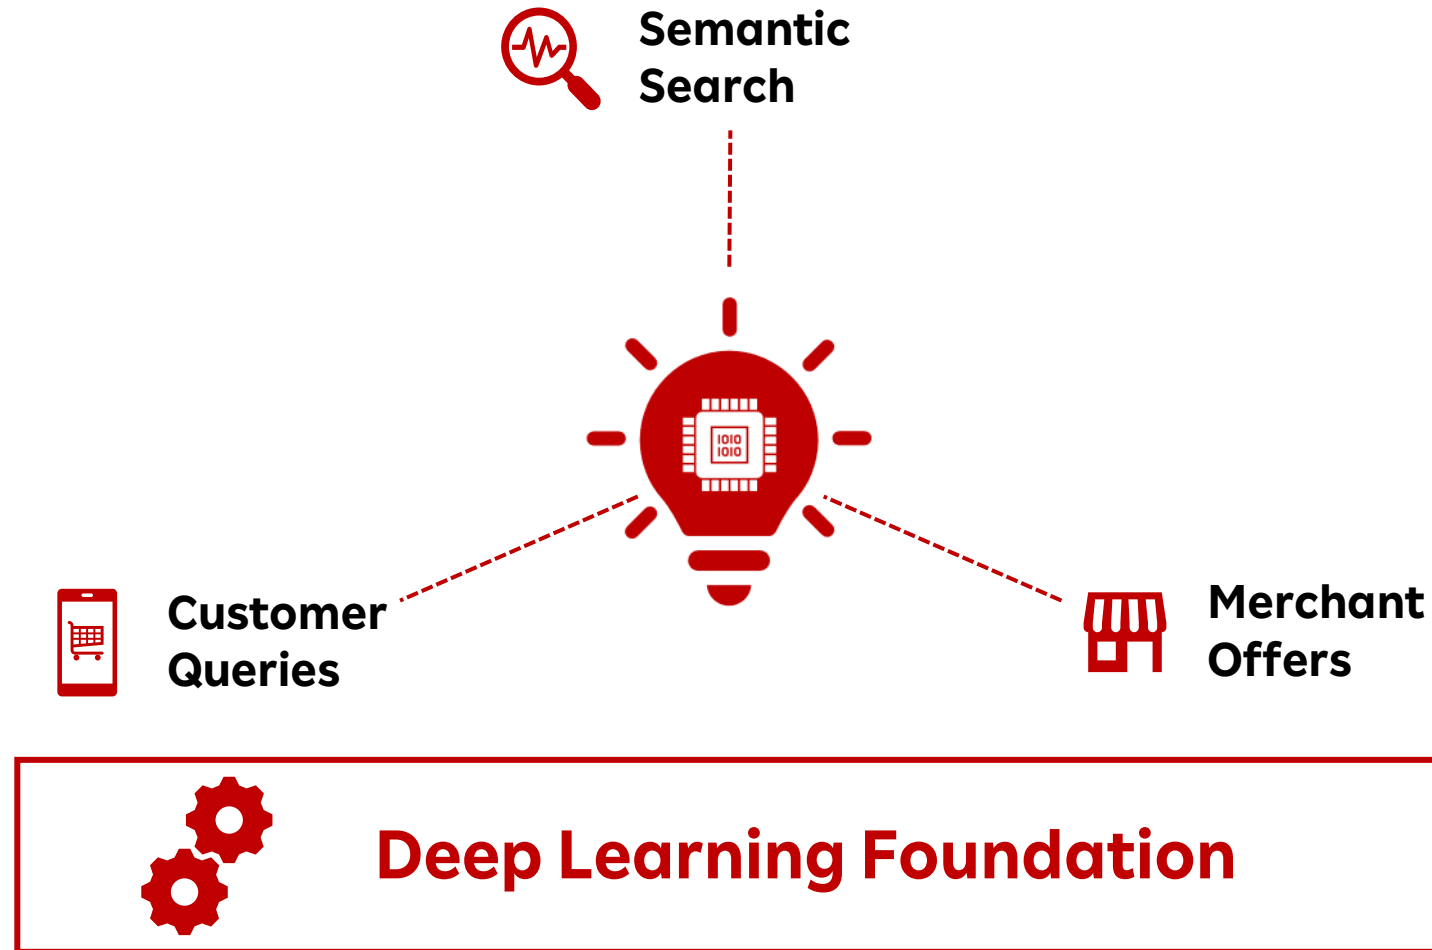 Semantic
Search
1010
1010
Customer
Queries
Merchant
Offers
Deep Learning Foundation